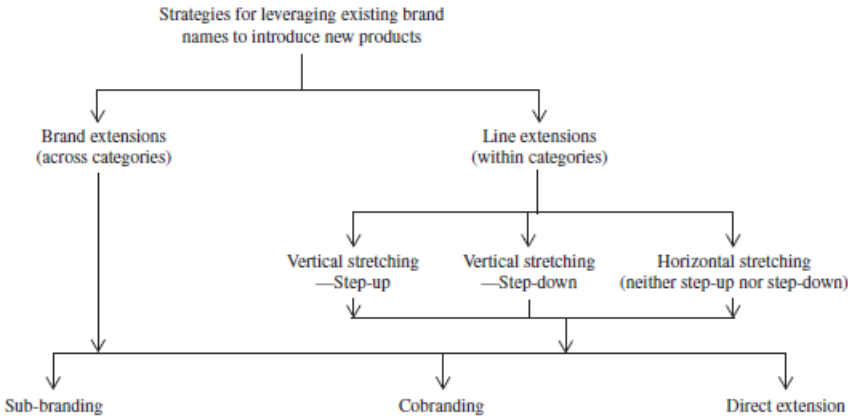 Strategies for leveraging existing brand
names to introduce new products
Brand extensions
(across categories)
Line extensions
(within categories)
Vertical stretching
—Step-up
Vertical stretching
—Step-down
Horizontal stretching
(neither step-up nor step-down)
Sub-branding
Cobranding
Direct extension